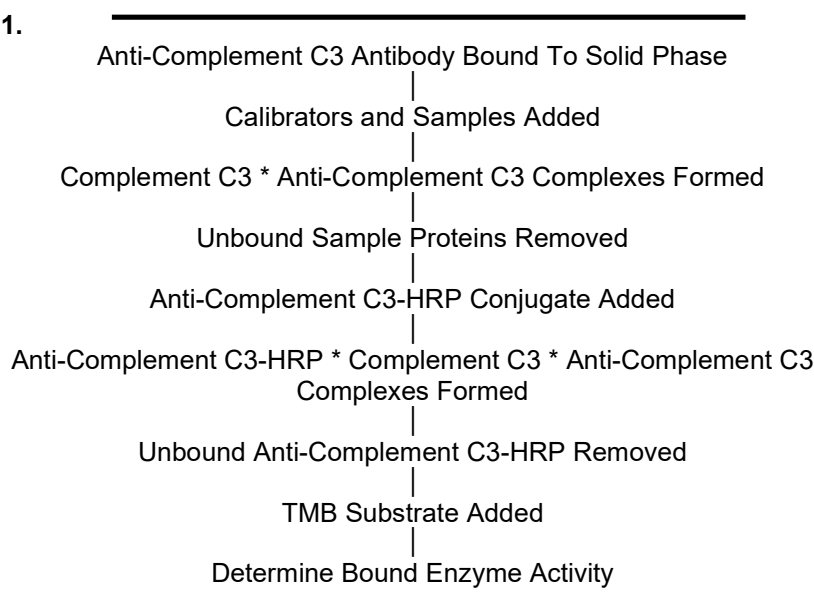 1.
Anti-Complement C3 Antibody Bound To Solid Phase
Calibrators and Samples Added
Complement C3 * Anti-Complement C3 Complexes Formed
Unbound Sample Proteins Removed
Anti-Complement C3-HRP Conjugate Added
Anti-Complement C3-HRP * Complement C3 * Anti-Complement C3
Complexes Formed
Unbound Anti-Complement C3-HRP Removed
TMB Substrate Added
Determine Bound Enzyme Activity